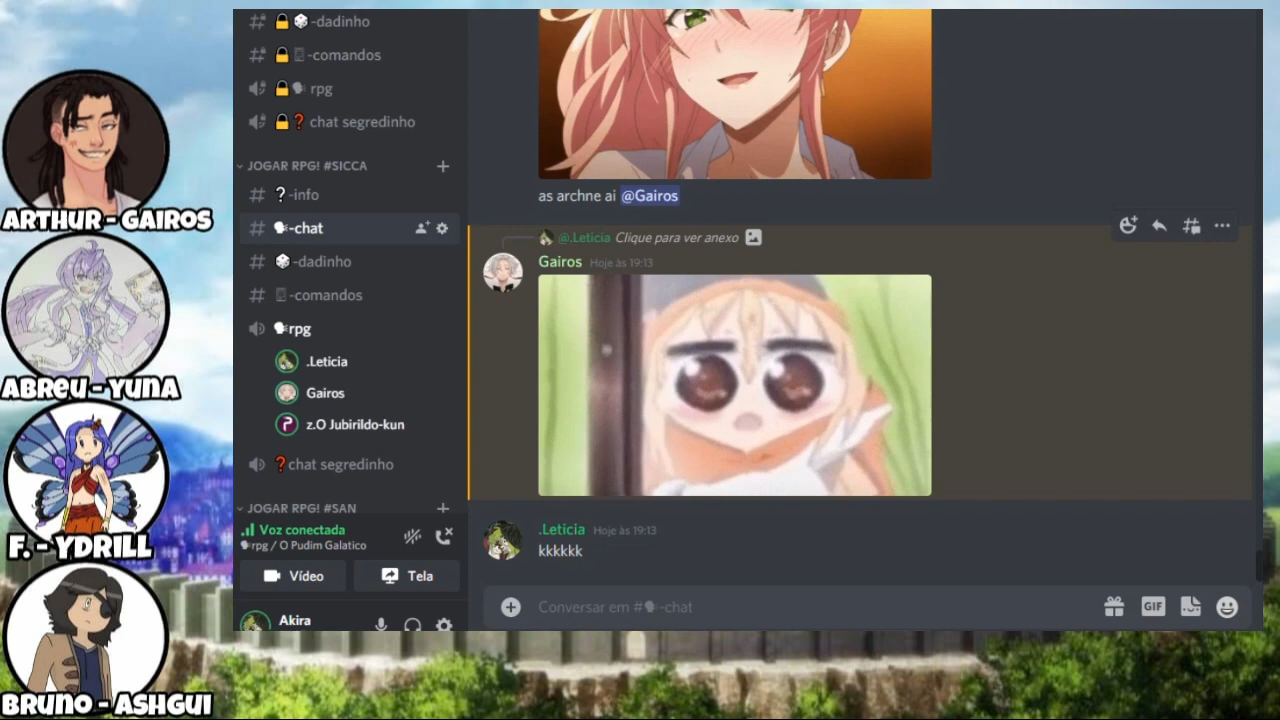 ARTHUR - GAIROS
ABREU - YUNA
F. - YDRILL
BRUNO - ASHGUI
-dadinho
-comandos
rpg
chat segredinho
JOGAR RPG! #SICCA
-info
-chat
-dadinho
-comandos
rpg
.Leticia
Gairos
z.O Jubirildo-kun
chat segredinho
JOGAR RPG! #SAN
Voz conectada
rpg / O Pudim Galatico
Vídeo
Tela
Akira
as archne ai @Gairos
@.Leticia Clique para ver anexo
Gairos Hoje às 19:13
.Leticia Hoje às 19:13
kkkkkk
Conversar em #-chat
GIF